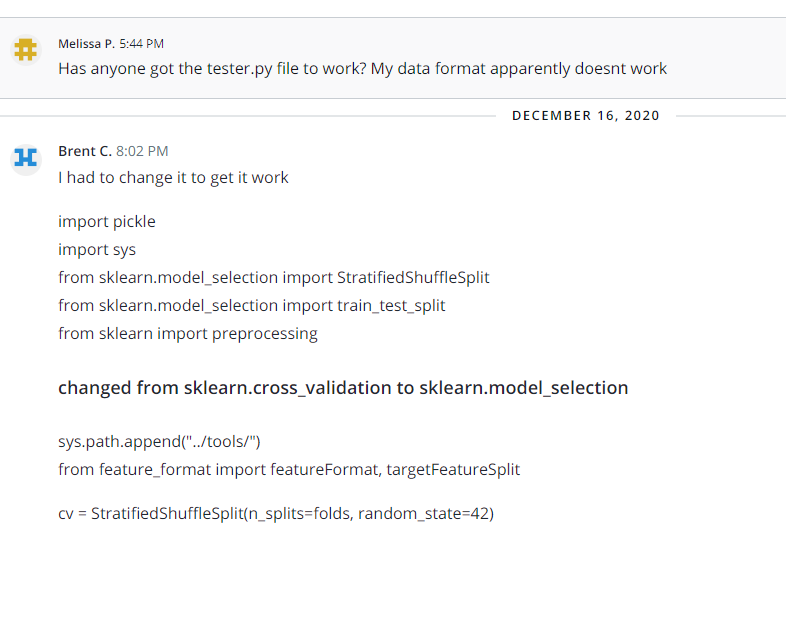 Melissa P. 5:44 PM
Has anyone got the tester.py file to work? My data format apparently doesnt work
DECEMBER 16, 2020
Brent C. 8:02 PM
I had to change it to get it work
import pickle
import sys
from sklearn.model_selection import StratifiedShuffleSplit
from sklearn.model_selection import train_test_split
from sklearn import preprocessing
changed from sklearn.cross_validation to sklearn.model_selection
sys.path.append("../tools/")
from feature_format import featureFormat, targetFeatureSplit
cv = StratifiedShuffleSplit(n_splits=folds, random_state=42)